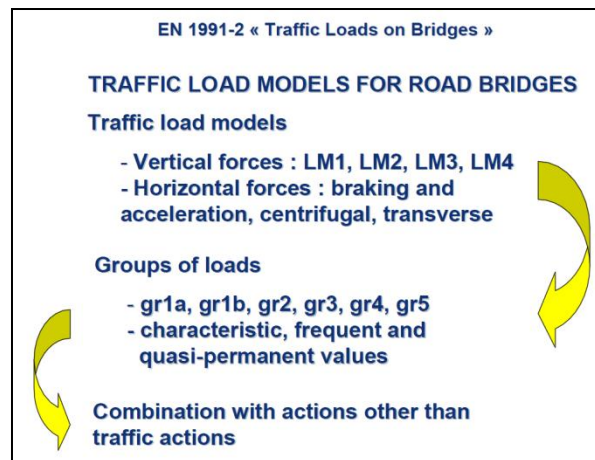 EN 1991-2 « Traffic Loads on Bridges »
TRAFFIC LOAD MODELS FOR ROAD BRIDGES
Traffic load models
- Vertical forces : LM1, LM2, LM3, LM4
- Horizontal forces : braking and
acceleration, centrifugal, transverse
Groups of loads
- gr1a, gr1b, gr2, gr3, gr4, gr5
- characteristic, frequent and
quasi-permanent values
Combination with actions other than
traffic actions